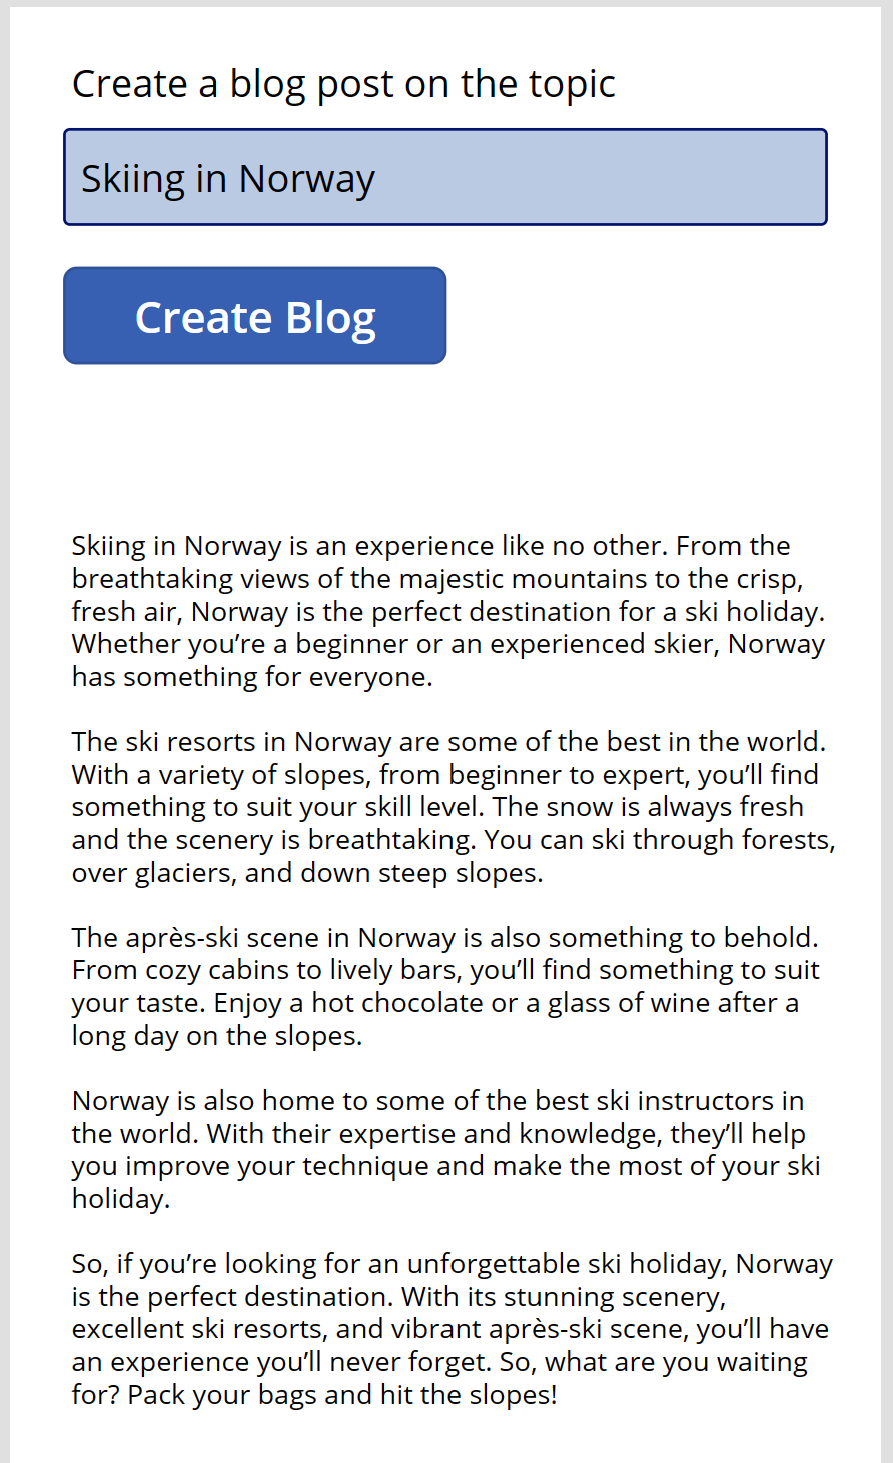 Create a blog post on the topic
Skiing in Norway
Create Blog
Skiing in Norway is an experience like no other. From the
breathtaking views of the majestic mountains to the crisp,
fresh air, Norway is the perfect destination for a ski holiday.
Whether you’re a beginner or an experienced skier, Norway
has something for everyone.
The ski resorts in Norway are some of the best in the world.
With a variety of slopes, from beginner to expert, you’ll find
something to suit your skill level. The snow is always fresh
and the scenery is breathtaking. You can ski through forests,
over glaciers, and down steep slopes.
The après-ski scene in Norway is also something to behold.
From cozy cabins to lively bars, you’ll find something to suit
your taste. Enjoy a hot chocolate or a glass of wine after a
long day on the slopes.
Norway is also home to some of the best ski instructors in
the world. With their expertise and knowledge, they’ll help
you improve your technique and make the most of your ski
holiday.
So, if you’re looking for an unforgettable ski holiday, Norway
is the perfect destination. With its stunning scenery,
excellent ski resorts, and vibrant après-ski scene, you’ll have
an experience you’ll never forget. So, what are you waiting
for? Pack your bags and hit the slopes!